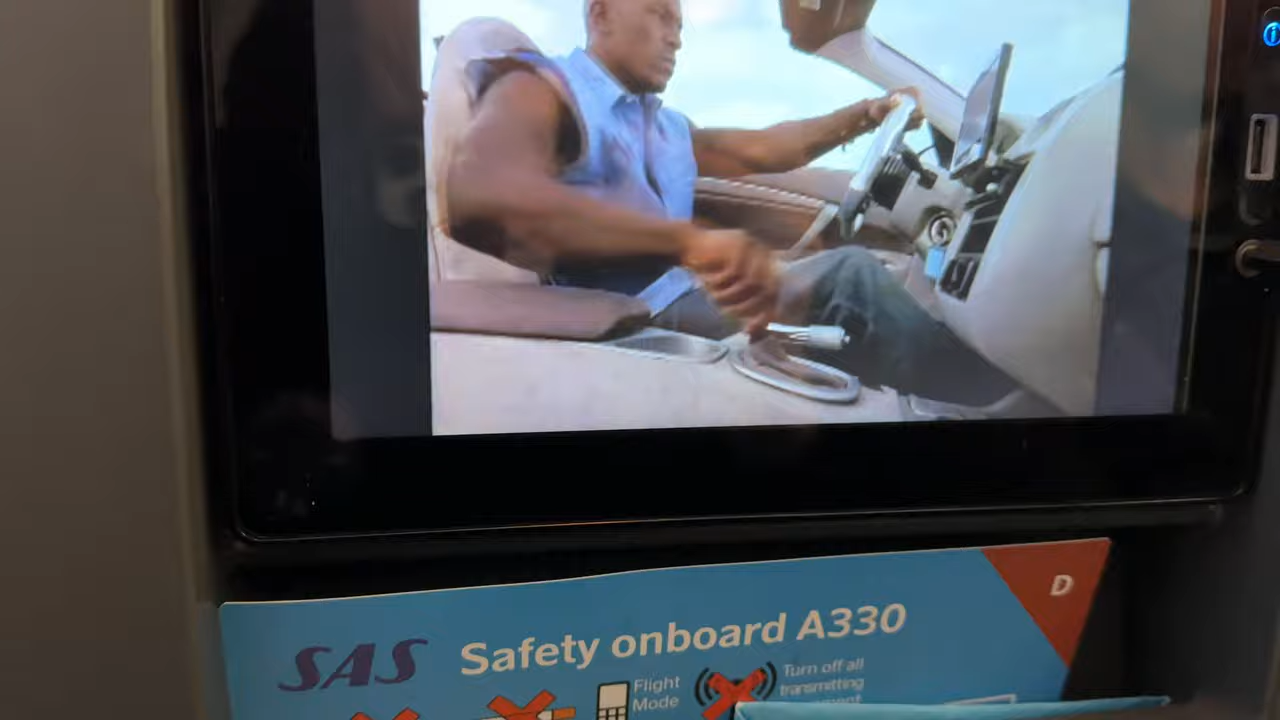 D
SAS Safety onboard A330
Flight
Mode
Turn off all
transmitting